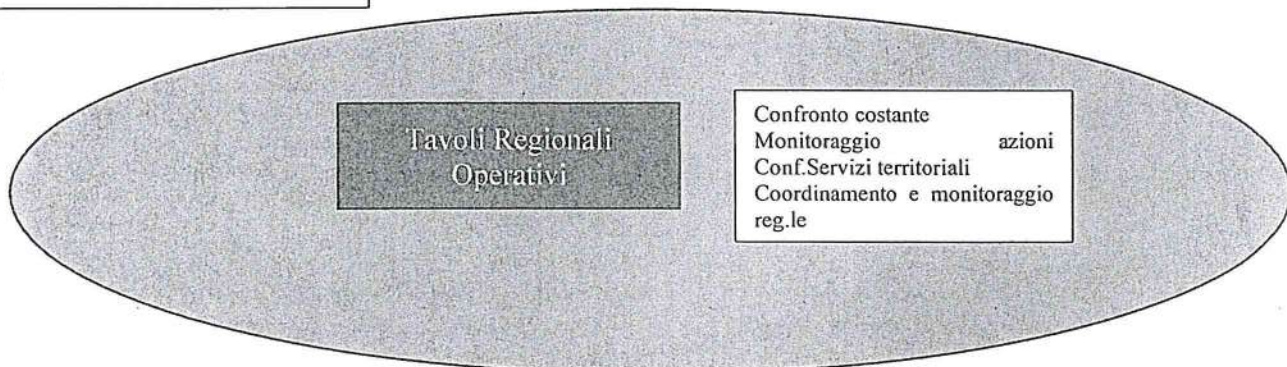 Tavoli Regionali
Operativi
Confronto costante
Monitoraggio azioni
Conf.Servizi territoriali
Coordinamento e monitoraggio
reg.le